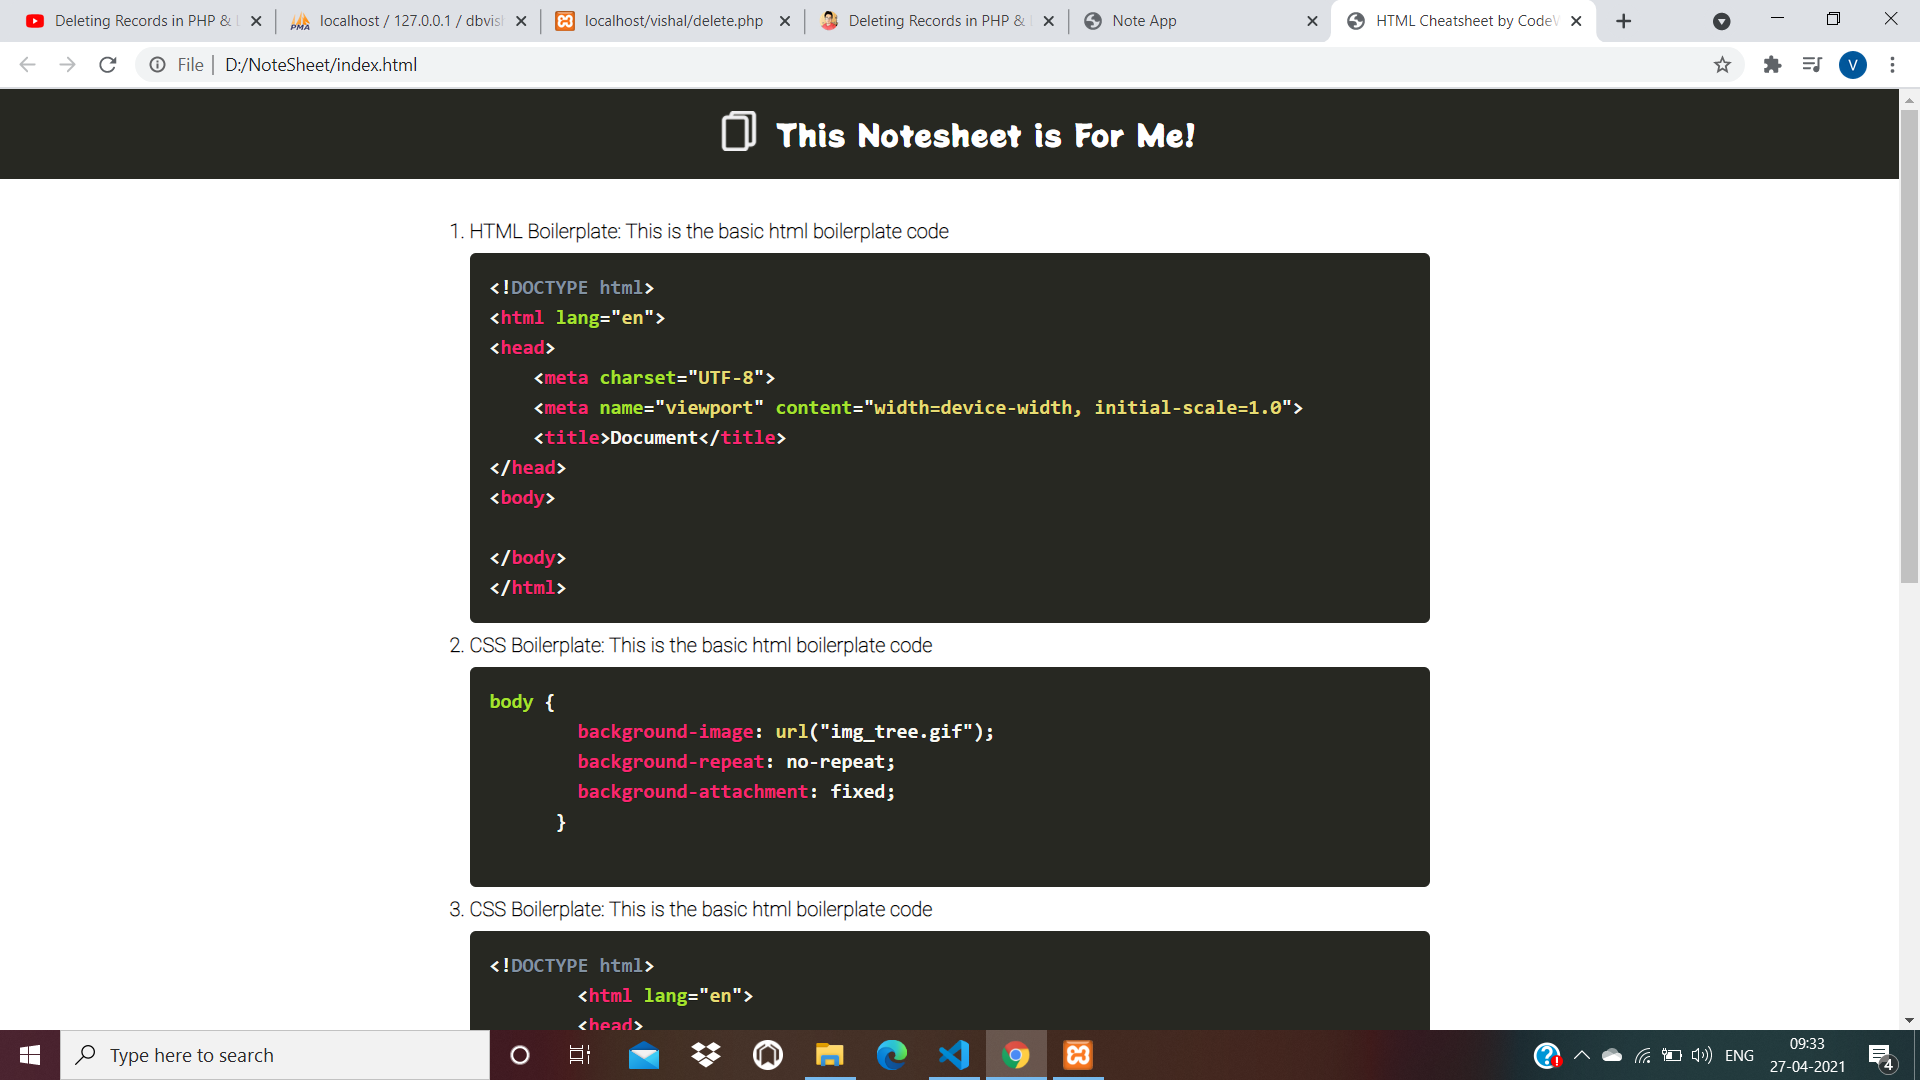 Deleting Records in PHP &
localhost / 127.0.0.1 /
localhost/vishal/delete.php
Deleting Records in PHP &
Note App
HTML Cheatsheet by
File
D:/NoteSheet/index.html
V
This Notesheet is For Me!
1. HTML Boilerplate: This is the basic html boilerplate code
<!DOCTYPE html>
<html lang="en">
<head>
    <meta charset="UTF-8">
    <meta name="viewport" content="width=device-width, initial-scale=1.0">
    <title>Document</title>
</head>
<body>
</body>
</html>
2. CSS Boilerplate: This is the basic html boilerplate code
body {
        background-image: url("img_tree.gif");
        background-repeat: no-repeat;
        background-attachment: fixed;
      }
3. CSS Boilerplate: This is the basic html boilerplate code
<!DOCTYPE html>
        <html lang="en">
        <head>
Type here to search
ENG
09:33
27-04-2021
4